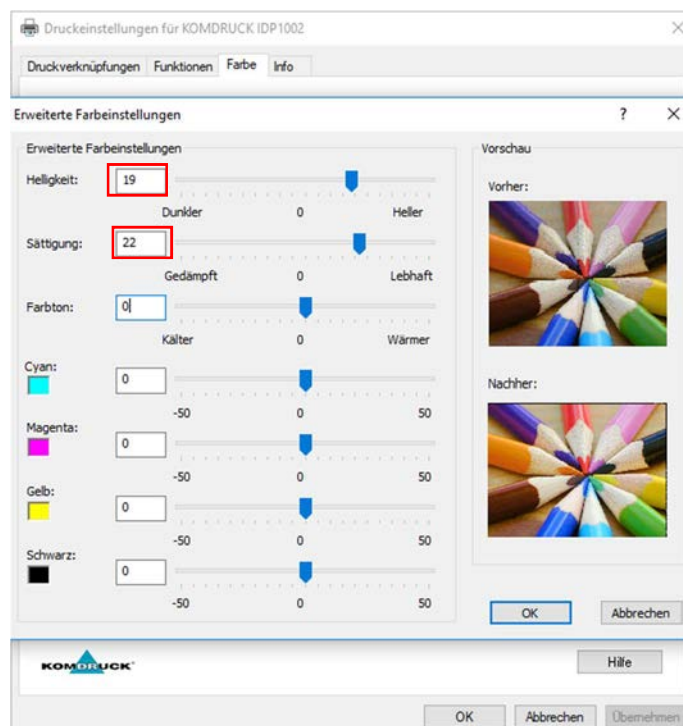 Druckeinstellungen für KOMDRUCK IDP1002
Druckverknüpfungen Funktionen Farbe Info
Erweiterte Farbeinstellungen ?
Erweiterte Farbeinstellungen
Helligkeit: 19
Dunkler 0 Heller
Sättigung: 22
Gedämpft 0 Lebhaft
Farbton: 0
Kälter 0 Wärmer
Cyan: 0
-50 0 50
Magenta: 0
-50 0 50
Gelb: 0
-50 0 50
Schwarz: 0
-50 0 50
Vorschau
Vorher:
Nachher:
OK Abbrechen
KOMDRUCK
Hilfe
OK Abbrechen Übernehmen